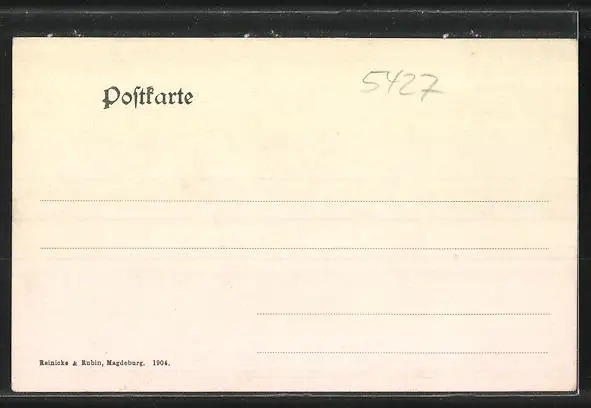 Poſtkarte
5427
Reinicke & Rubin, Magdeburg. 1904.